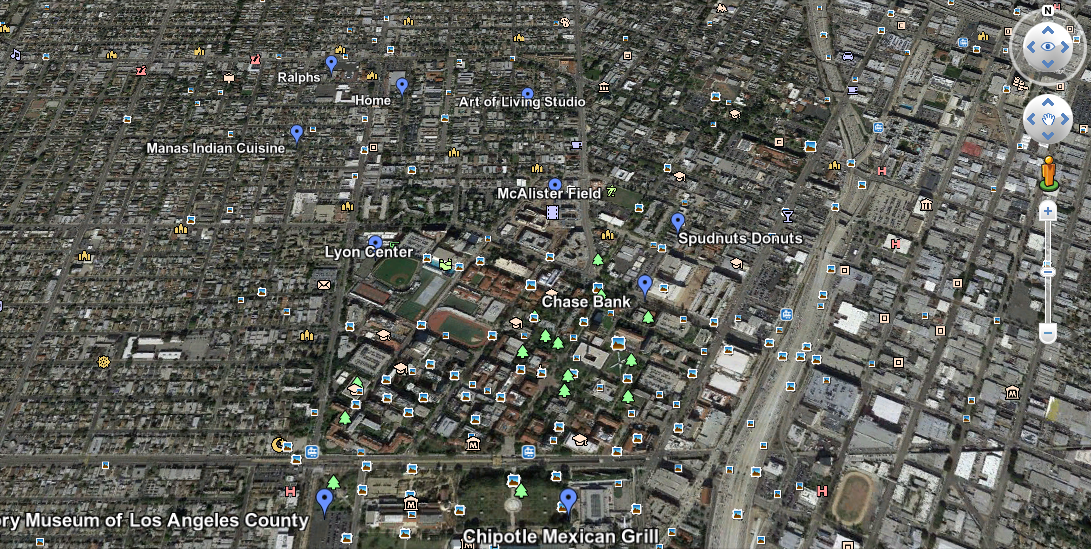 N
Ralphs
Home
Art of Living Studio
Manas Indian Cuisine
McAlister Field
Spudnuts Donuts
Lyon Center
Chase Bank
ory Museum of Los Angeles County
Chipotle Mexican Grill